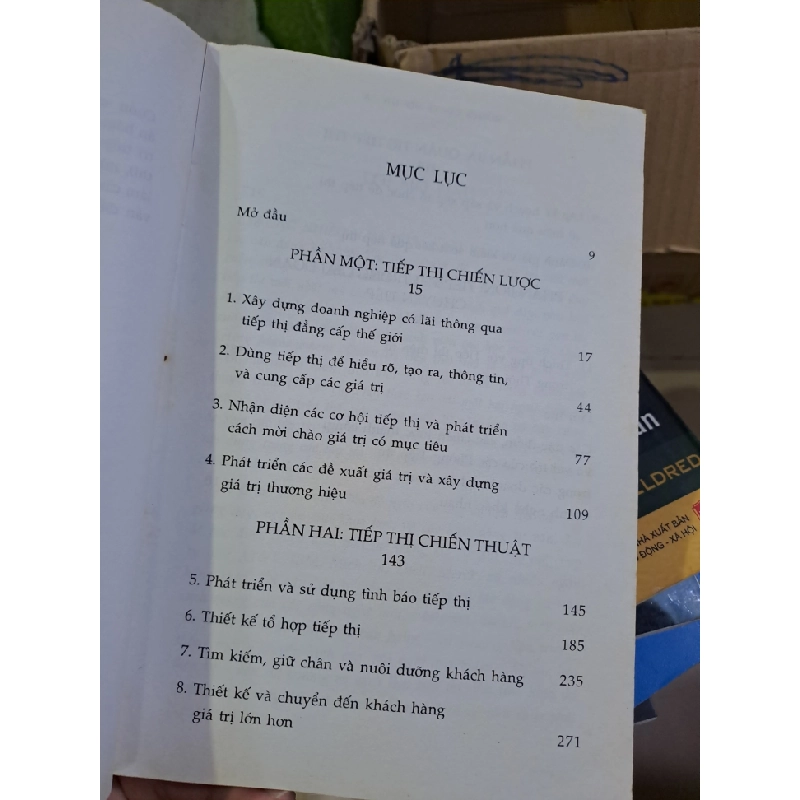 MỤC LỤC
Mở đầu
9
PHẦN MỘT: TIẾP THỊ CHIẾN LƯỢC
15
1. Xây dựng doanh nghiệp có lãi thông qua
tiếp thị đẳng cấp thế giới
17
2. Dùng tiếp thị để hiểu rõ, tạo ra, thông tin,
và cung cấp các giá trị
44
3. Nhận diện các cơ hội tiếp thị và phát triển
cách mời chào giá trị có mục tiêu
77
4. Phát triển các đề xuất giá trị và xây dựng
giá trị thương hiệu
109
PHẦN HAI: TIẾP THỊ CHIẾN THUẬT
143
5. Phát triển và sử dụng tình báo tiếp thị
145
6. Thiết kế tổ hợp tiếp thị
185
7. Tìm kiếm, giữ chân và nuôi dưỡng khách hàng
235
8. Thiết kế và chuyển đến khách hàng
giá trị lớn hơn
271
ELLDRED
XUẤT BẢN
ĐỘNG - XÃ HỘI